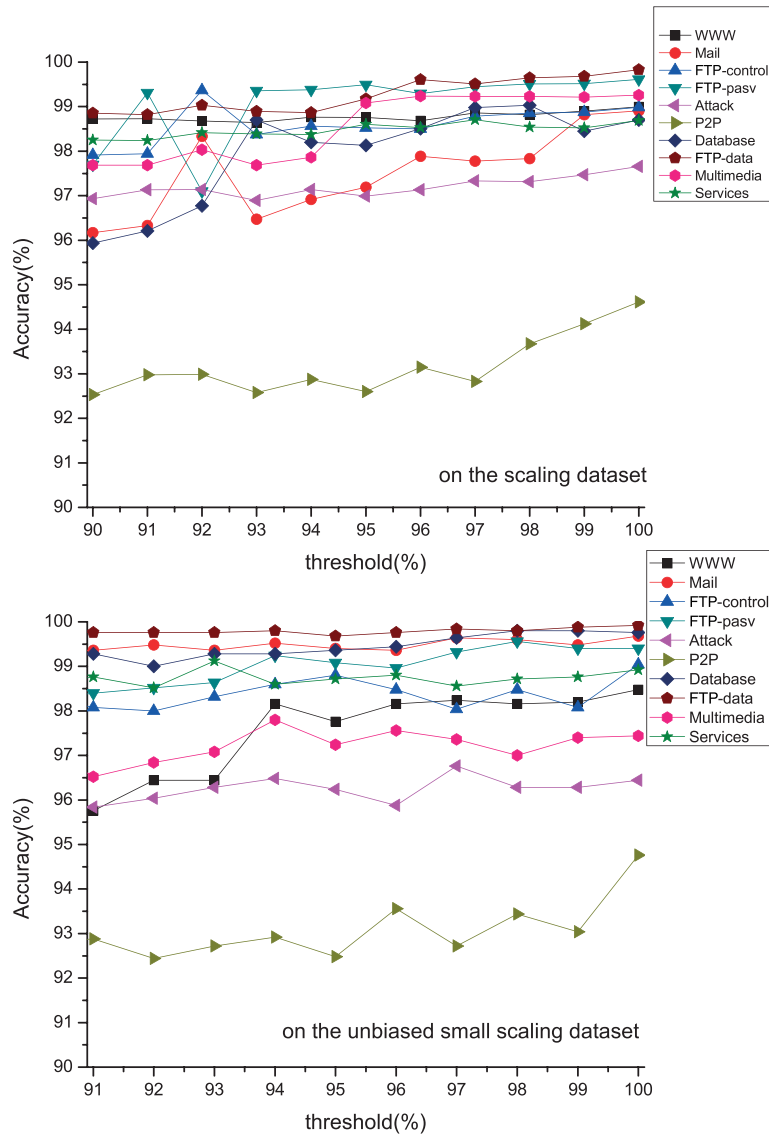 WWW
Mail
FTP-control
FTP-pasv
Attack
P2P
Database
FTP-data
Multimedia
Services
100
99
98
97
96
95
94
93
92
91
90
Accuracy(%)
on the scaling dataset
90 91 92 93 94 95 96 97 98 99 100
threshold(%)
WWW
Mail
FTP-control
FTP-pasv
Attack
P2P
Database
FTP-data
Multimedia
Services
100
99
98
97
96
95
94
93
92
91
90
Accuracy(%)
on the unbiased small scaling dataset
91 92 93 94 95 96 97 98 99 100
threshold(%)